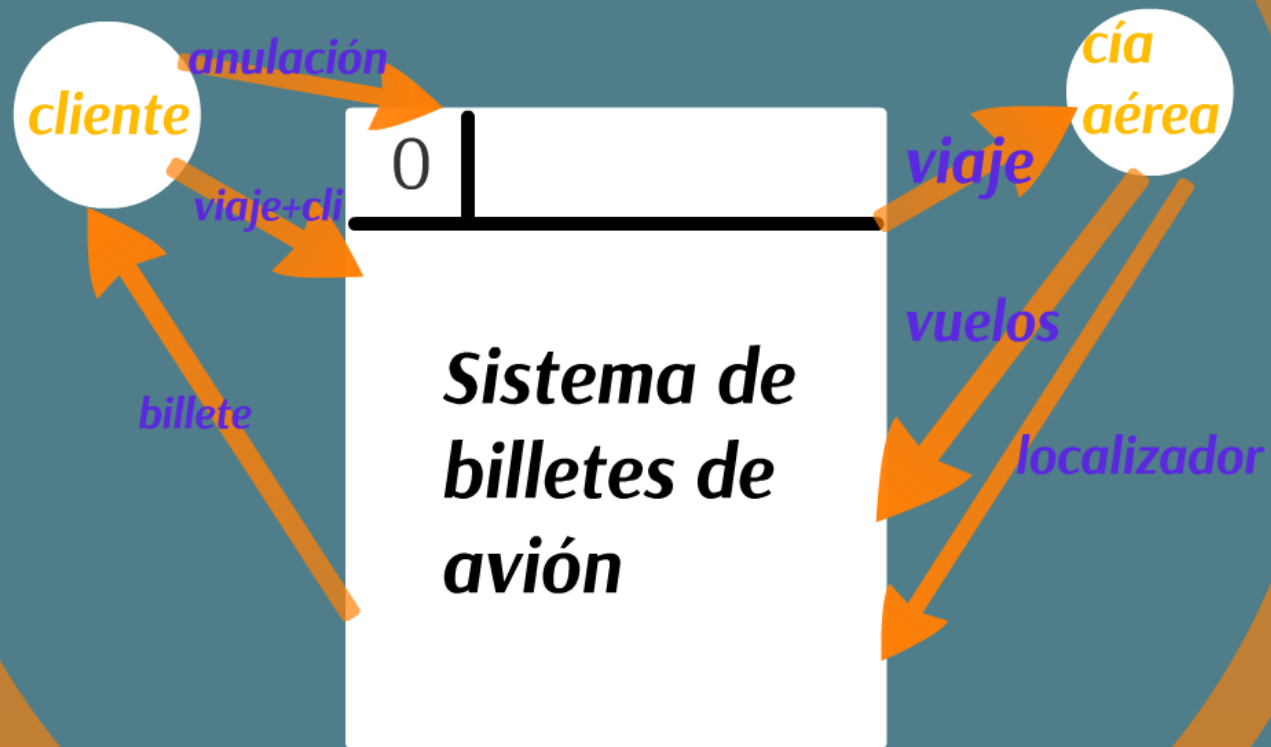 anulación
cliente
viaje+cli
billete
0
Sistema de
billetes de
avión
cía
aérea
viaje
vuelos
localizador